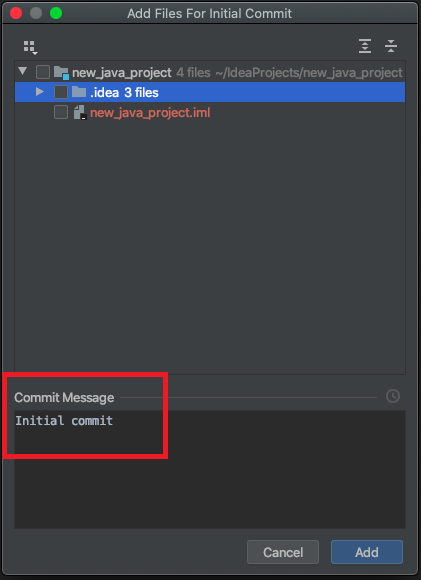 Add Files For Initial Commit
new_java_project 4 files ~/IdeaProjects/new_java_project
.idea 3 files
new_java_project.iml
Commit Message
Initial commit
Cancel Add